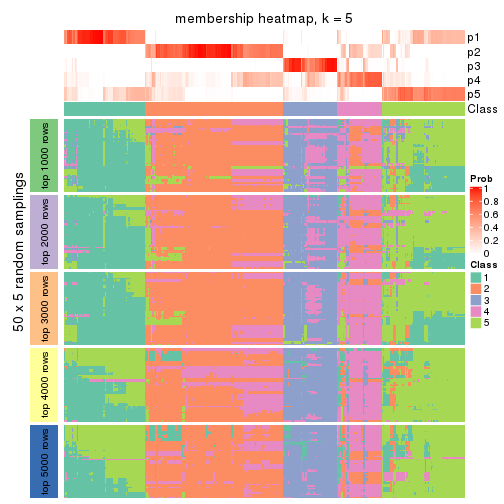 membership heatmap, k = 5
p1
p2
p3
p4
p5
Class
50 x 5 random samplings
top 1000 rows
top 2000 rows
top 3000 rows
top 4000 rows
top 5000 rows
Prob
1
0.8
0.6
0.4
0.2
0
Class
1
2
3
4
5